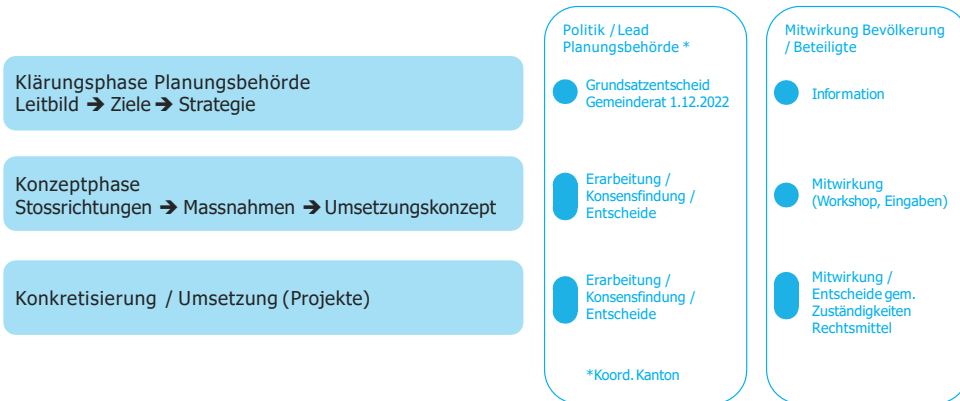 Politik / Lead
Planungsbehörde *
Mitwirkung Bevölkerung
/ Beteiligte
Klärungsphase Planungsbehörde
Leitbild ➔ Ziele ➔ Strategie
Grundsatzentscheid
Gemeinderat 1.12.2022
Information
Konzeptphase
Stossrichtungen ➔ Massnahmen ➔ Umsetzungskonzept
Erarbeitung /
Konsensfindung /
Entscheide
Mitwirkung
(Workshop, Eingaben)
Konkretisierung / Umsetzung (Projekte)
Erarbeitung /
Konsensfindung /
Entscheide
Mitwirkung /
Entscheide gem.
Zuständigkeiten
Rechtsmittel
*Koord. Kanton